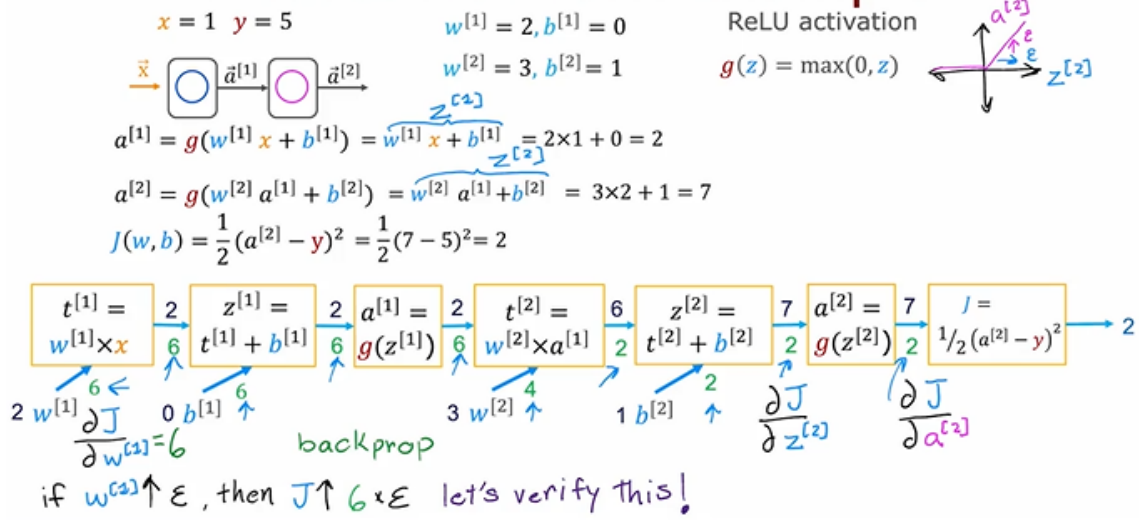 x = 1 y = 5
w[1] = 2, b[1] = 0
ReLU activation
a[2]
w[2] = 3, b[2] = 1
g(z) = max(0, z)
ε
ε
z[2]
x⃗
a⃗[1]
a⃗[2]
z[1]
a[1] = g(w[1] x + b[1]) = w[1] x + b[1] = 2×1 + 0 = 2
z[2]
a[2] = g(w[2] a[1] + b[2]) = w[2] a[1] + b[2] = 3×2 + 1 = 7
J(w, b) = 1/2 (a[2] − y)² = 1/2 (7 − 5)² = 2
t[1] = w[1]×x
2
6
z[1] = t[1] + b[1]
2
6
a[1] = g(z[1])
2
6
t[2] = w[2]×a[1]
6
2
z[2] = t[2] + b[2]
7
2
a[2] = g(z[2])
7
2
J = 1/2 (a[2] − y)²
2
6 ←
6
4
2
2 w[1]
0 b[1]
3 w[2]
1 b[2]
∂J/∂w[1] = 6
∂J/∂z[2]
∂J/∂a[2]
backprop
if w[1] ↑ ε, then J ↑ 6 × ε let's verify this!